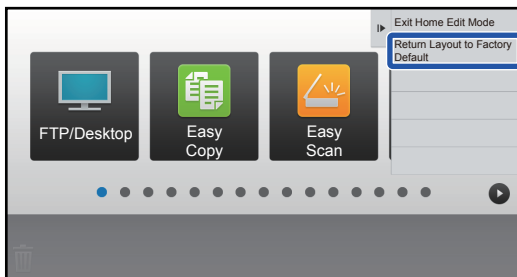 Exit Home Edit Mode
Return Layout to Factory
Default
FTP/Desktop
Easy
Copy
Easy
Scan